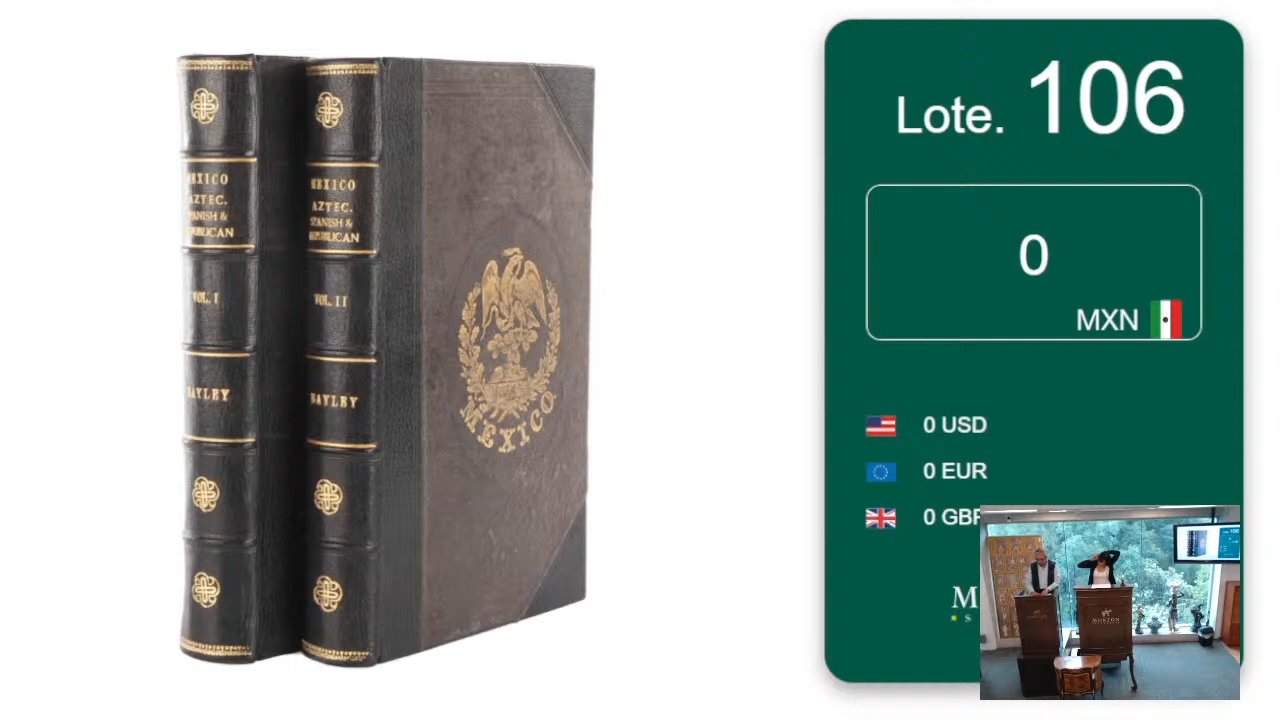 MEXICO
AZTEC.
SPANISH &
REPUBLICAN
VOL. I
BAYLEY
MEXICO
AZTEC.
SPANISH &
REPUBLICAN
VOL. II
BAYLEY
MEXICO
Lote. 106
0
MXN
0 USD
0 EUR
0 GBP
M
S
MORTON